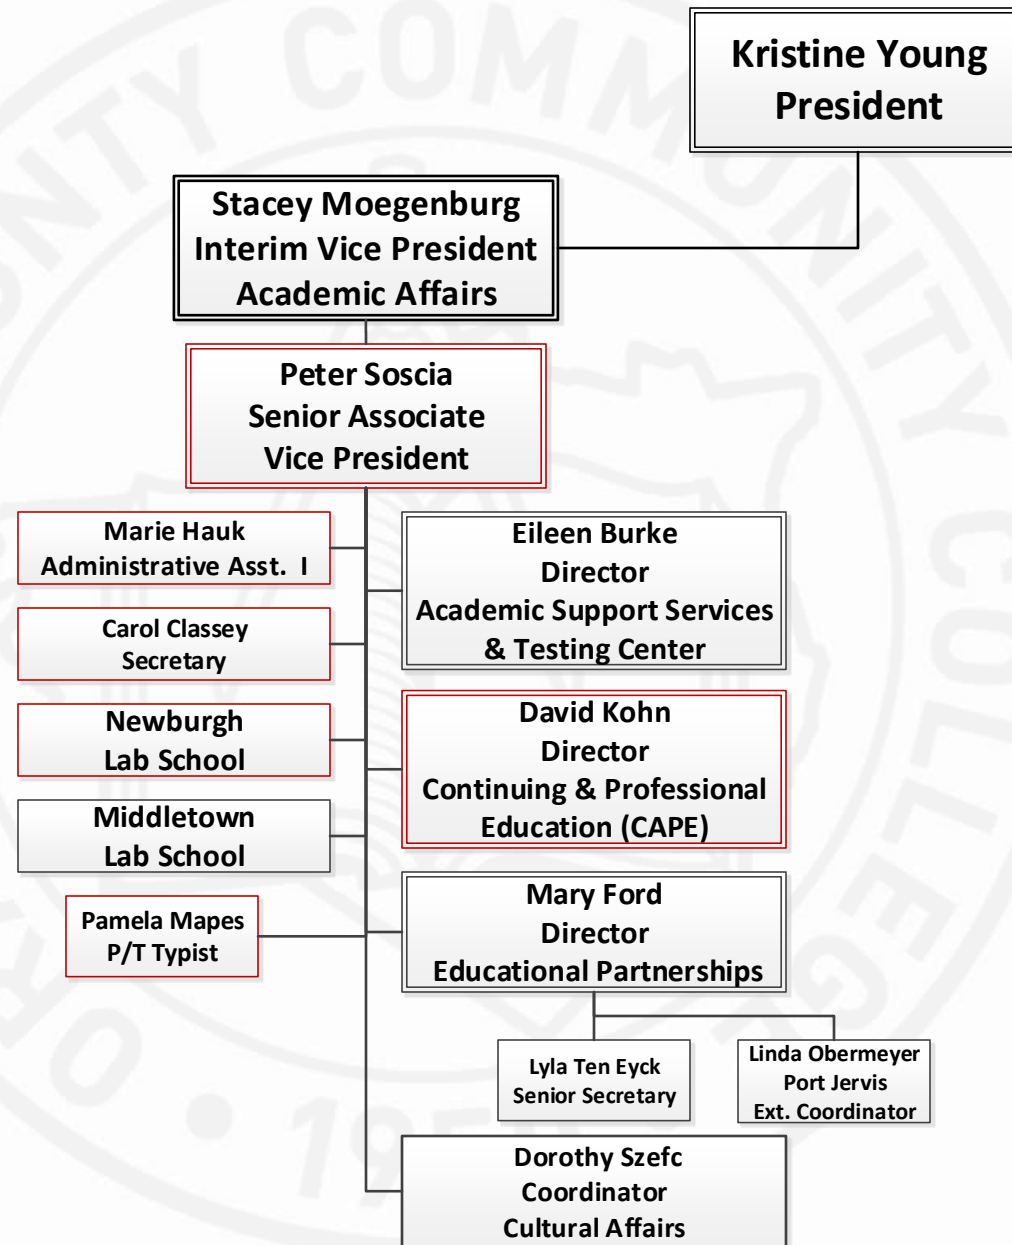 Kristine Young
President
Stacey Moegenburg
Interim Vice President
Academic Affairs
Peter Soscia
Senior Associate
Vice President
Marie Hauk
Administrative Asst. I
Carol Classey
Secretary
Newburgh
Lab School
Middletown
Lab School
Pamela Mapes
P/T Typist
Eileen Burke
Director
Academic Support Services
& Testing Center
David Kohn
Director
Continuing & Professional
Education (CAPE)
Mary Ford
Director
Educational Partnerships
Lyla Ten Eyck
Senior Secretary
Linda Obermeyer
Port Jervis
Ext. Coordinator
Dorothy Szefc
Coordinator
Cultural Affairs
COMMUNITY COLLEGE